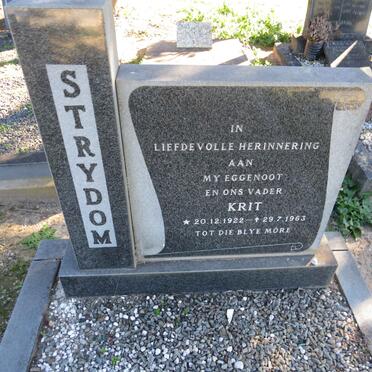 STRYDOM
IN
LIEFDEVOLLE HERINNERING
AAN
MY EGGENOOT
EN ONS VADER
KRIT
★ 20.12.1922 – ✝ 29.7.1963
TOT DIE BLYE MÔRE